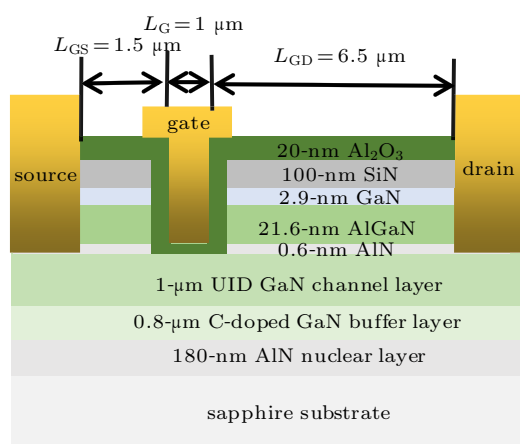 L_G = 1 μm
L_GS = 1.5 μm
L_GD = 6.5 μm
gate
20-nm Al₂O₃
source
100-nm SiN
drain
2.9-nm GaN
21.6-nm AlGaN
0.6-nm AlN
1-μm UID GaN channel layer
0.8-μm C-doped GaN buffer layer
180-nm AlN nuclear layer
sapphire substrate